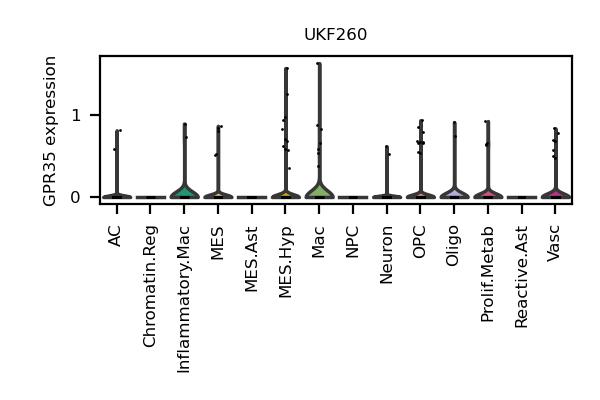 UKF260
GPR35 expression
1
0
AC
Chromatin.Reg
Inflammatory.Mac
MES
MES.Ast
MES.Hyp
Mac
NPC
Neuron
OPC
Oligo
Prolif.Metab
Reactive.Ast
Vasc